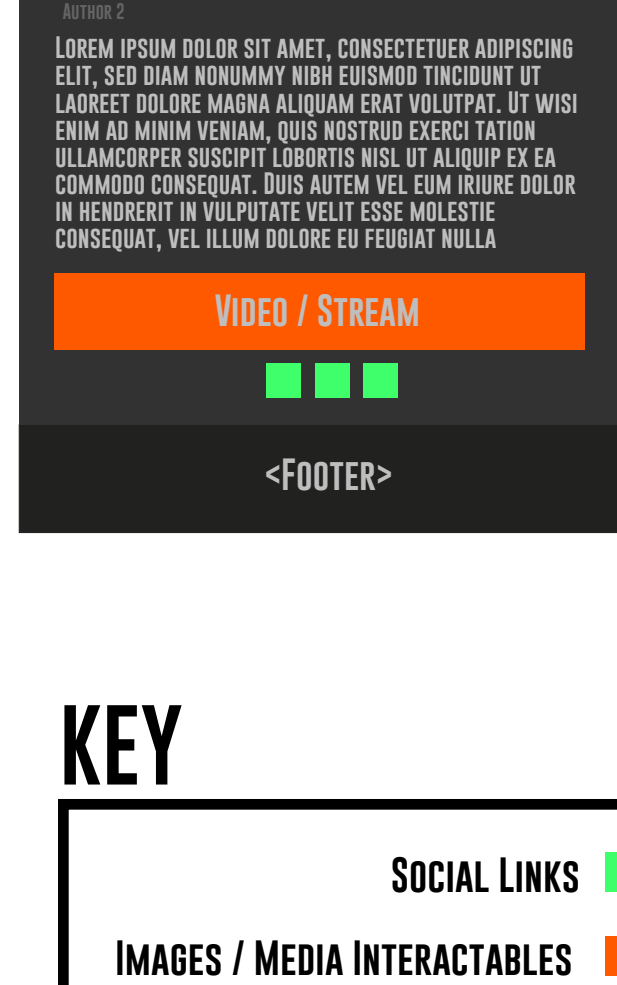 Author 2
Lorem ipsum dolor sit amet, consectetuer adipiscing
elit, sed diam nonummy nibh euismod tincidunt ut
laoreet dolore magna aliquam erat volutpat. Ut wisi
enim ad minim veniam, quis nostrud exerci tation
ullamcorper suscipit lobortis nisl ut aliquip ex ea
commodo consequat. Duis autem vel eum iriure dolor
in hendrerit in vulputate velit esse molestie
consequat, vel illum dolore eu feugiat nulla
Video / Stream
<Footer>
KEY
Social Links
Images / Media Interactables